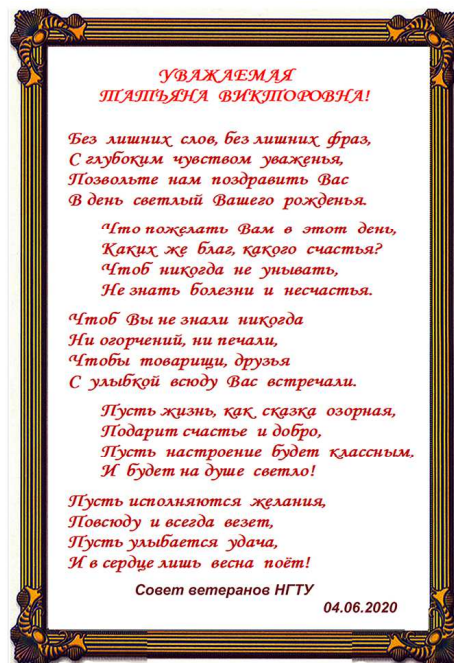 УВАЖАЕМАЯ
ТАТЬЯНА ВИКТОРОВНА!
Без лишних слов, без лишних фраз,
С глубоким чувством уваженья,
Позвольте нам поздравить Вас
В день светлый Вашего рожденья.
Что пожелать Вам в этот день,
Каких же благ, какого счастья?
Чтоб никогда не унывать,
Не знать болезни и несчастья.
Чтоб Вы не знали никогда
Ни огорчений, ни печали,
Чтобы товарищи, друзья
С улыбкой всюду Вас встречали.
Пусть жизнь, как сказка озорная,
Подарит счастье и добро,
Пусть настроение будет классным.
И будет на душе светло!
Пусть исполняются желания,
Повсюду и всегда везет,
Пусть улыбается удача,
И в сердце лишь весна поёт!
Совет ветеранов НГТУ
04.06.2020